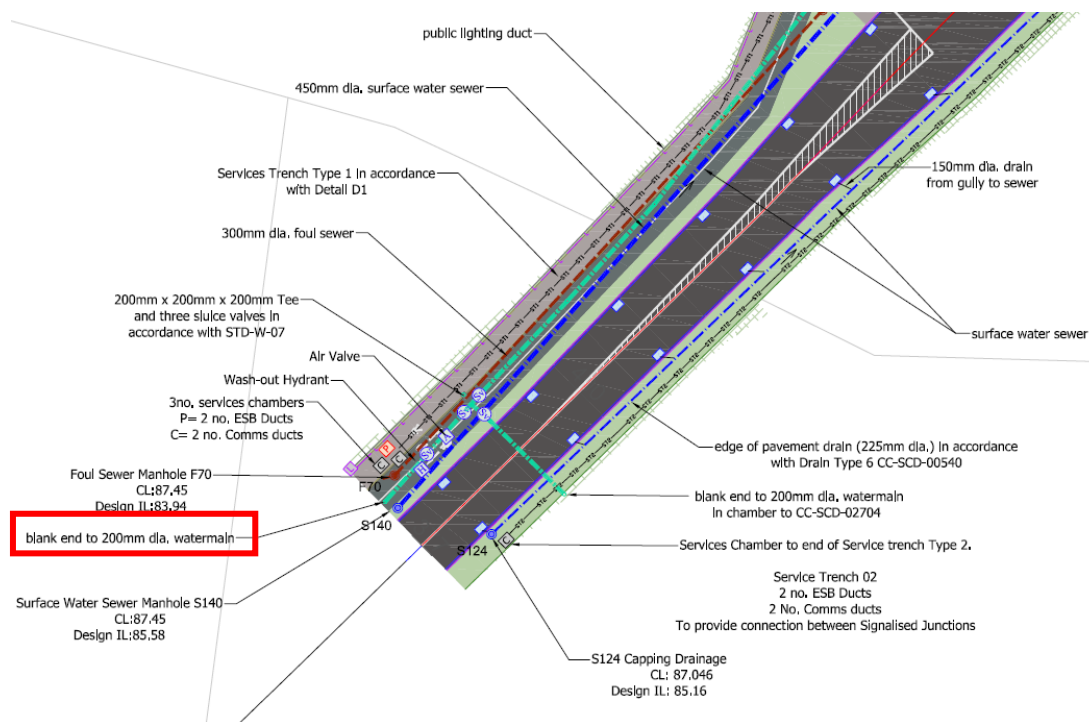 public lighting duct
450mm dia. surface water sewer
Services Trench Type 1 in accordance
with Detail D1
150mm dia. drain
from gully to sewer
300mm dia. foul sewer
200mm x 200mm x 200mm Tee
and three sluice valves in
accordance with STD-W-07
surface water sewer
Air Valve
Wash-out Hydrant
3no. services chambers
P= 2 no. ESB Ducts
C= 2 no. Comms ducts
edge of pavement drain (225mm dia,) in accordance
with Drain Type 6 CC-SCD-00540
Foul Sewer Manhole F70
CL:87.45
Design IL:83.94
blank end to 200mm dia. watermain
in chamber to CC-SCD-02704
blank end to 200mm dia. watermain
Services Chamber to end of Service trench Type 2.
Surface Water Sewer Manhole S140
CL:87.45
Design IL:85.58
Service Trench 02
2 no. ESB Ducts
2 No. Comms ducts
To provide connection between Signalised Junctions
S124 Capping Drainage
CL: 87.046
Design IL: 85.16
F70
S140
S124
ST1
ST2
SV
SV
SV
SV
A
H
P
C
C
C
L